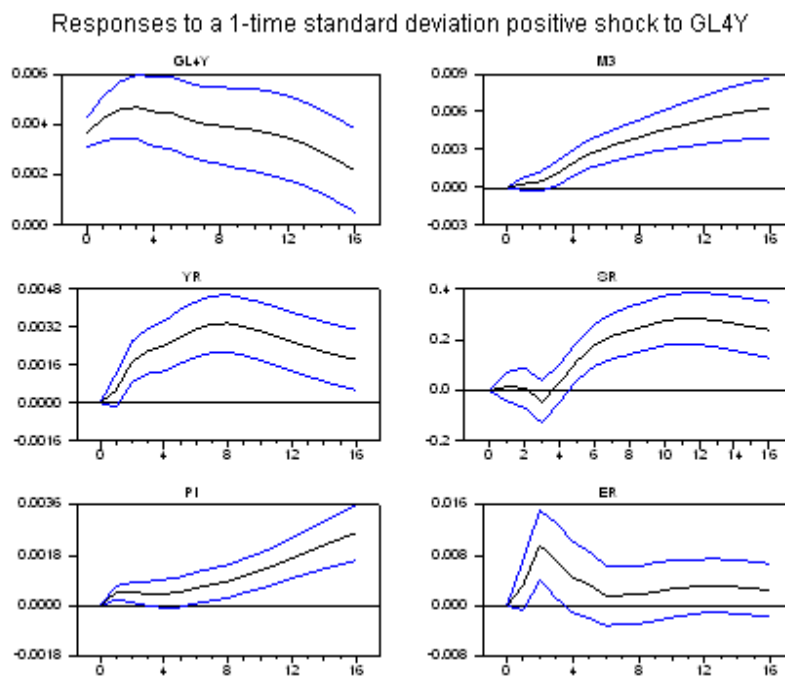 Responses to a 1-time standard deviation positive shock to GL4Y
GL4Y
0.006
0.004
0.002
0.000
0 4 8 12 16
M3
0.009
0.006
0.003
0.000
-0.003
0 2 4 6 8 10 12 14 16
YR
0.0048
0.0032
0.0016
0.0000
-0.0016
0 4 8 12 16
SR
0.4
0.2
0.0
-0.2
0 2 4 6 8 10 12 14 16
PI
0.0036
0.0018
0.0000
-0.0018
0 4 8 12 16
ER
0.016
0.008
0.000
-0.008
0 4 8 12 16